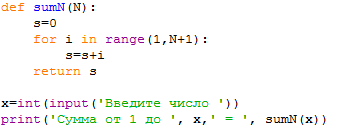 def sumN(N):
    s=0
    for i in range(1,N+1):
        s=s+i
    return s

x=int(input('Введите число '))
print('Сумма от 1 до ', x,' = ', sumN(x))